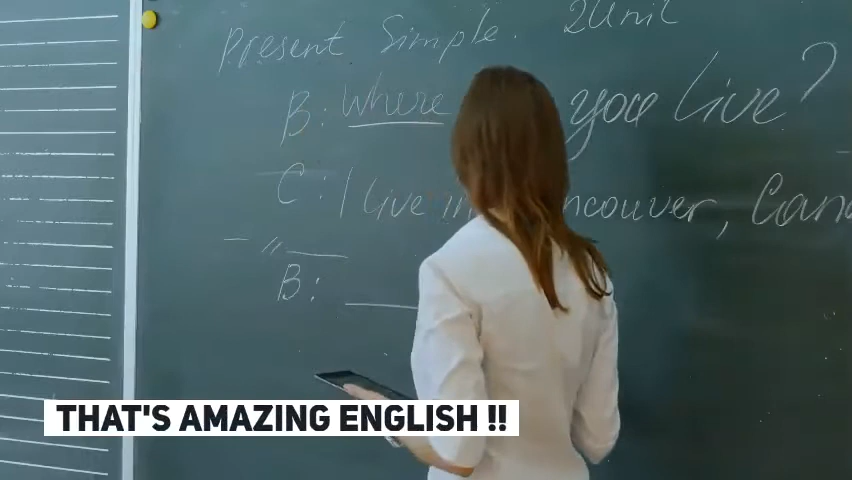 Present Simple. 2Unit
B: Where you live?
C: I live in ncouver, Can
B:
THAT'S AMAZING ENGLISH !!